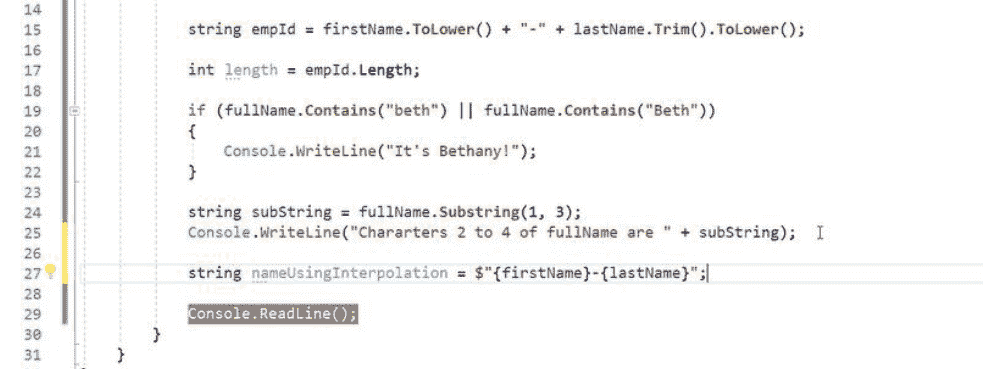 14
15 string empId = firstName.ToLower() + "-" + lastName.Trim().ToLower();
16
17 int length = empId.Length;
18
19 if (fullName.Contains("beth") || fullName.Contains("Beth"))
20 {
21 Console.WriteLine("It's Bethany!");
22 }
23
24 string subString = fullName.Substring(1, 3);
25 Console.WriteLine("Chararters 2 to 4 of fullName are " + subString);
26
27 string nameUsingInterpolation = $"{firstName}-{lastName}";
28
29 Console.ReadLine();
30 }
31 }